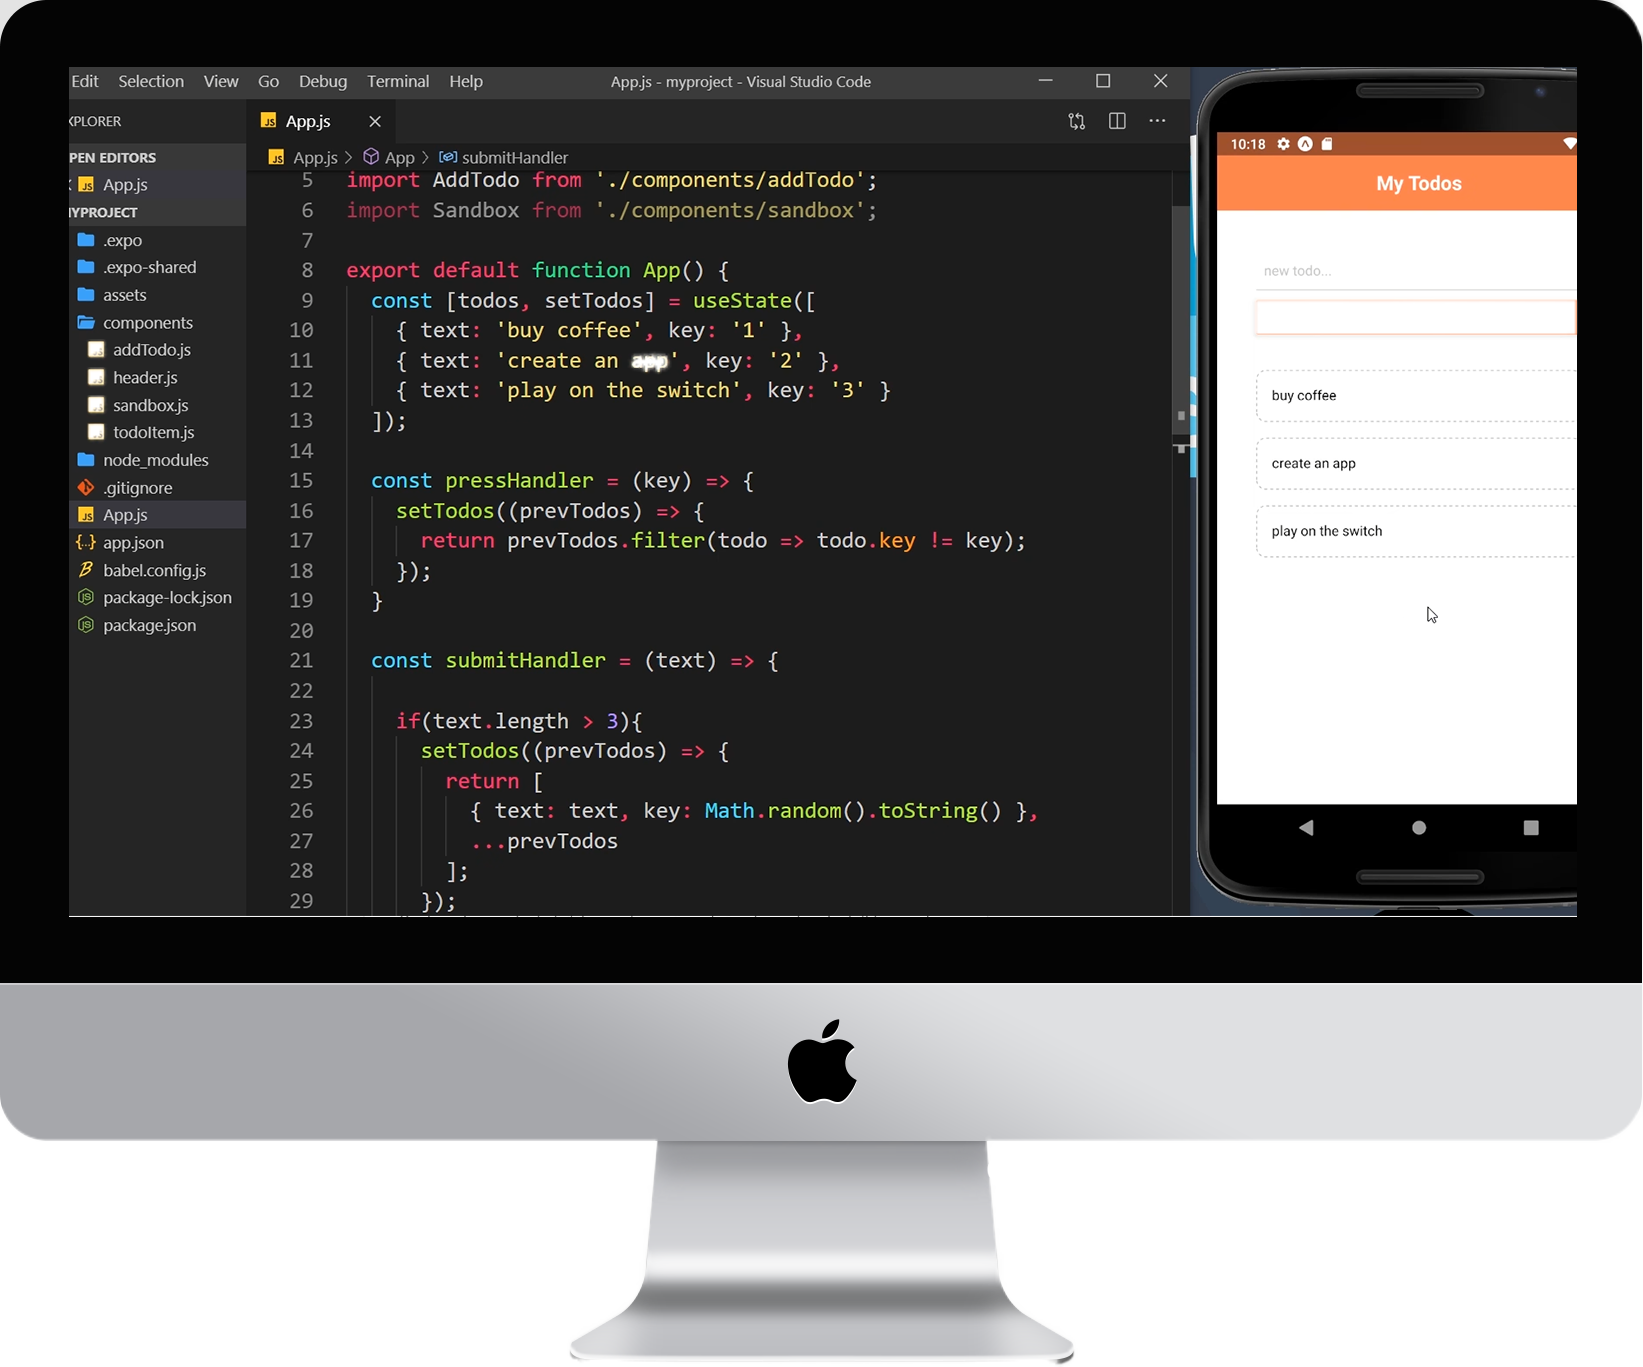 Edit Selection View Go Debug Terminal Help App.js - myproject - Visual Studio Code
XPLORER
PEN EDITORS
App.js
MYPROJECT
.expo
.expo-shared
assets
components
addTodo.js
header.js
sandbox.js
todoItem.js
node_modules
.gitignore
App.js
app.json
babel.config.js
package-lock.json
package.json
App.js
App.js > App > submitHandler
5 import AddTodo from './components/addTodo';
6 import Sandbox from './components/sandbox';
7
8 export default function App() {
9 const [todos, setTodos] = useState([
10 { text: 'buy coffee', key: '1' },
11 { text: 'create an app', key: '2' },
12 { text: 'play on the switch', key: '3' }
13 ]);
14
15 const pressHandler = (key) => {
16 setTodos((prevTodos) => {
17 return prevTodos.filter(todo => todo.key != key);
18 });
19 }
20
21 const submitHandler = (text) => {
22
23 if(text.length > 3){
24 setTodos((prevTodos) => {
25 return [
26 { text: text, key: Math.random().toString() },
27 ...prevTodos
28 ];
29 });
10:18
My Todos
new todo...
buy coffee
create an app
play on the switch